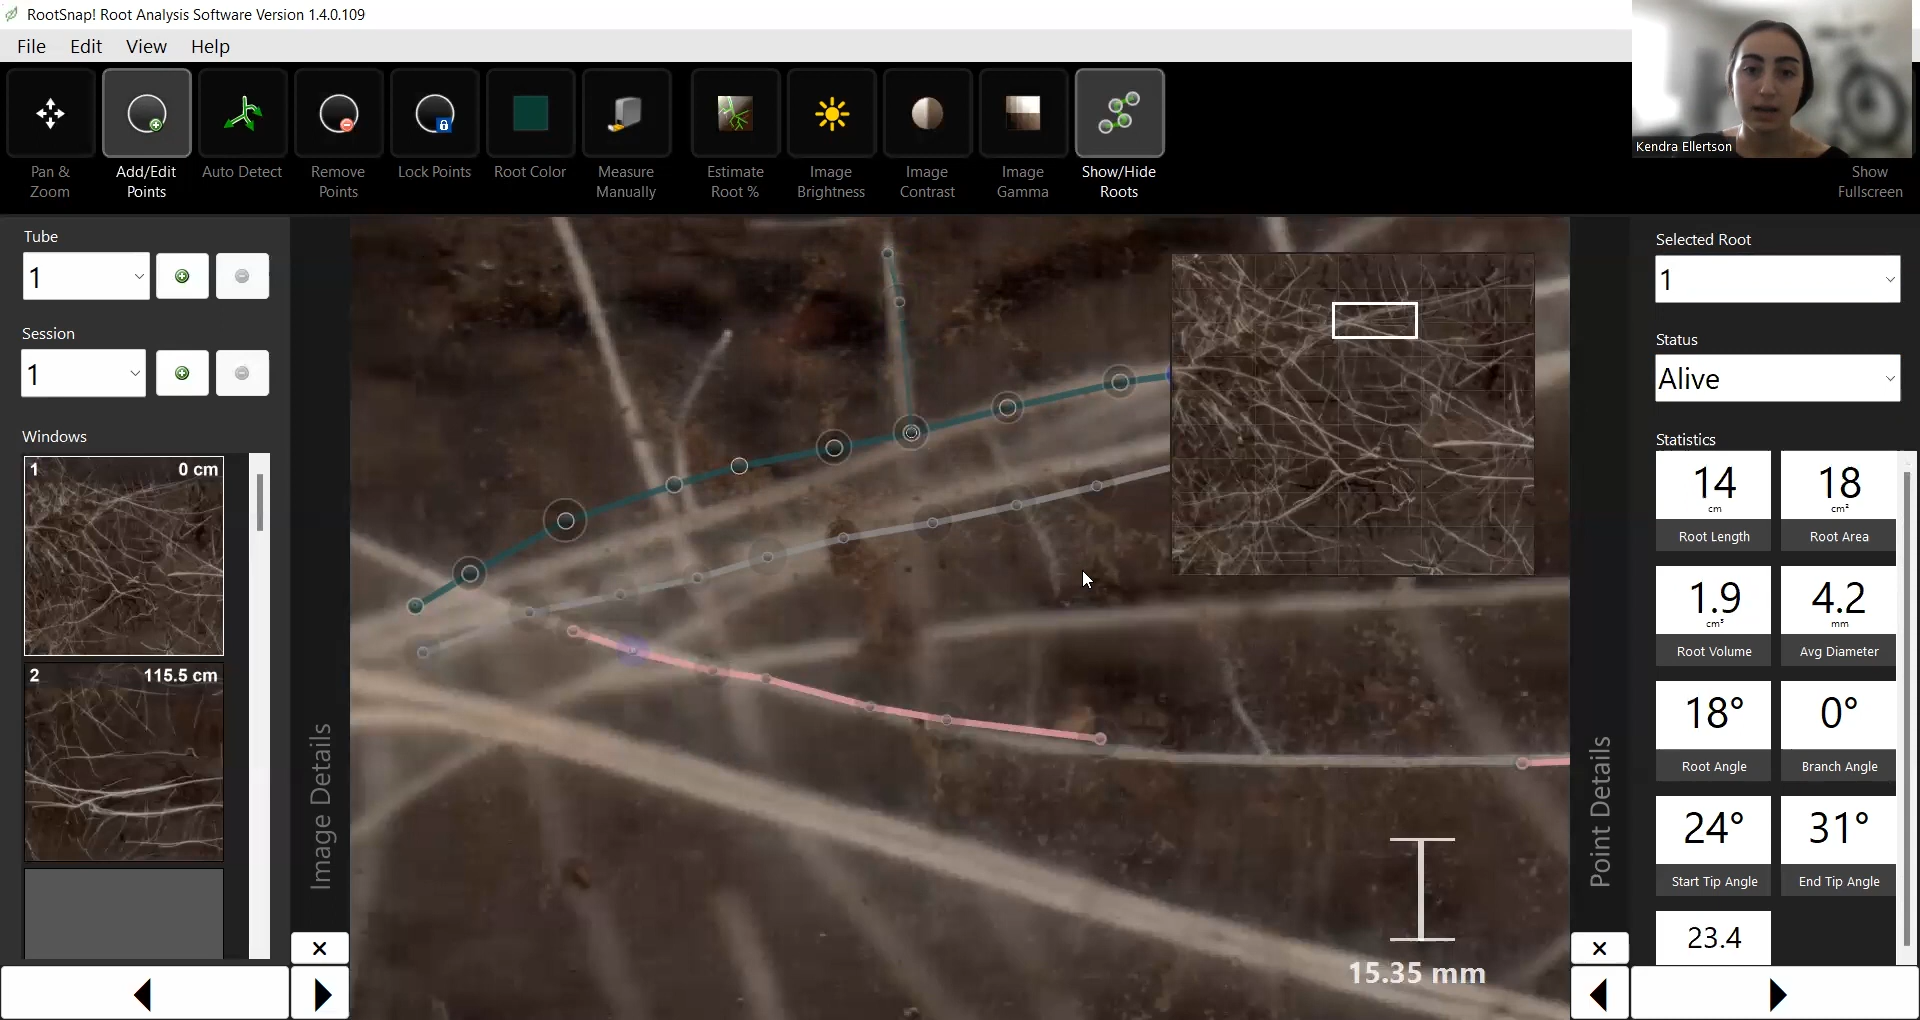 RootSnap! Root Analysis Software Version 1.4.0.109
File Edit View Help
Pan & Zoom
Add/Edit Points
Auto Detect
Remove Points
Lock Points
Root Color
Measure Manually
Estimate Root %
Image Brightness
Image Contrast
Image Gamma
Show/Hide Roots
Kendra Ellertson
Show Fullscreen
Tube
1
Session
1
Windows
1 0 cm
2 115.5 cm
Image Details
15.35 mm
Point Details
Selected Root
1
Status
Alive
Statistics
14 cm
Root Length
18 cm²
Root Area
1.9 cm³
Root Volume
4.2 mm
Avg Diameter
18°
Root Angle
0°
Branch Angle
24°
Start Tip Angle
31°
End Tip Angle
23.4